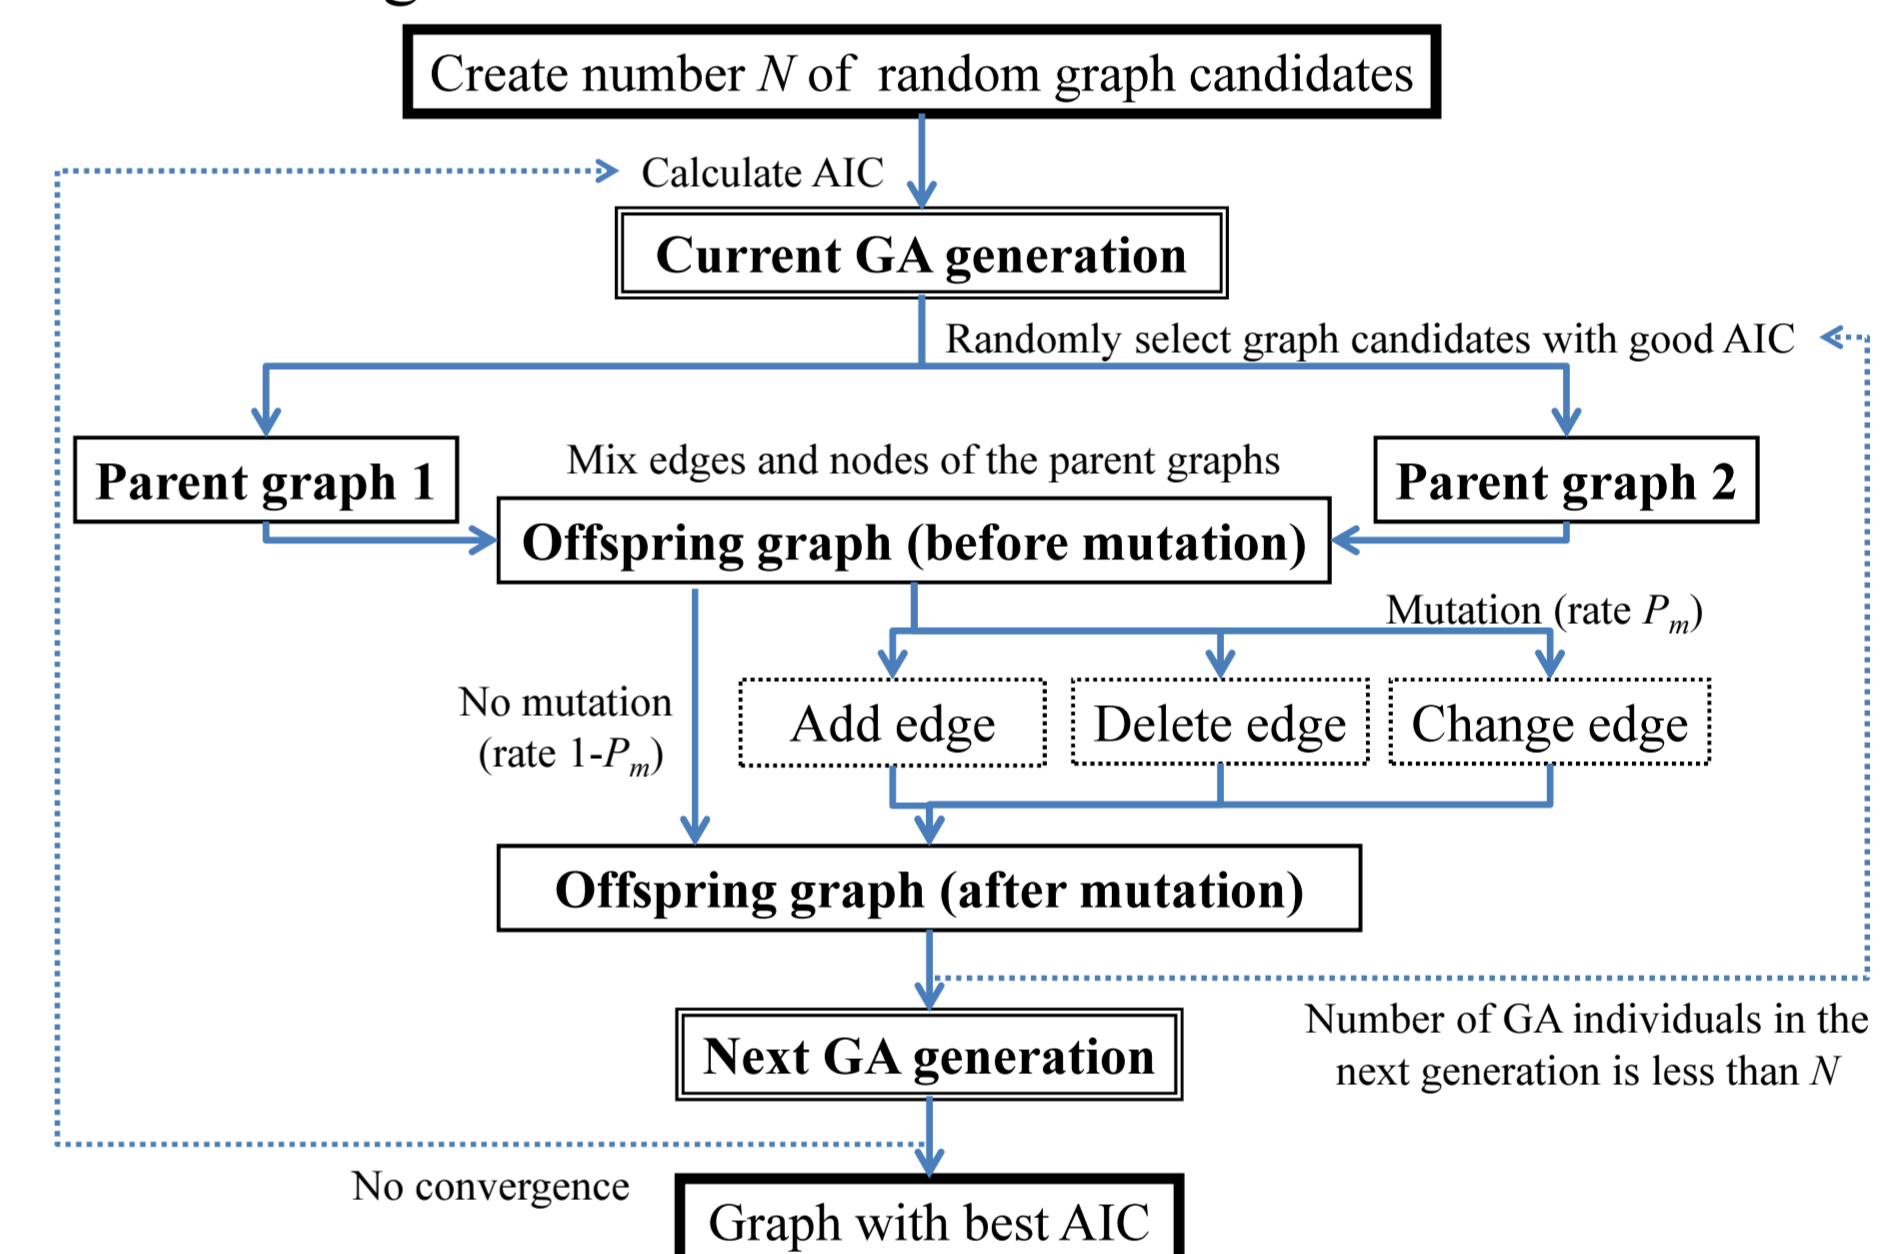 Create number N of random graph candidates
Calculate AIC
Current GA generation
Randomly select graph candidates with good AIC
Parent graph 1
Mix edges and nodes of the parent graphs
Parent graph 2
Offspring graph (before mutation)
Mutation (rate Pm)
No mutation
(rate 1-Pm)
Add edge
Delete edge
Change edge
Offspring graph (after mutation)
Number of GA individuals in the
next generation is less than N
Next GA generation
No convergence
Graph with best AIC